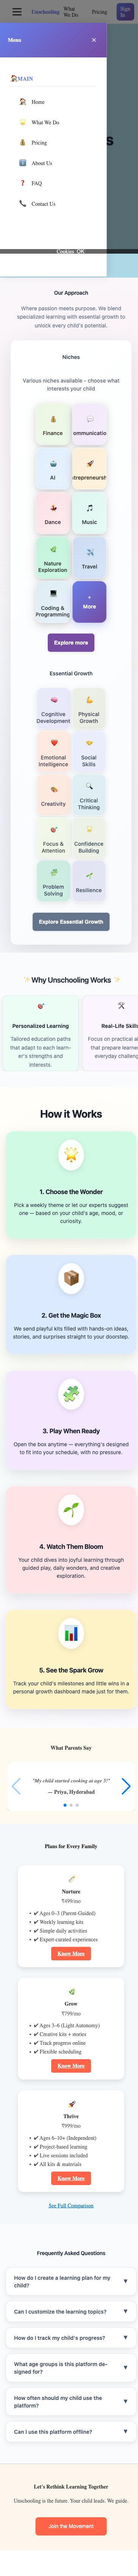 Unschooling
What
We Do
Pricing
Sign
In
Menu
×
MAIN
Home
What We Do
Pricing
About Us
FAQ
Contact Us
s
Cookies OK
Our Approach
Where passion meets purpose. We blend
specialized learning with essential growth to
unlock every child's potential.
Niches
Various niches available - choose what
interests your child
Finance
ommunicatio
AI
trepreneursh
Dance
Music
Nature
Exploration
Travel
Coding &
Programming
+
More
Explore more
Essential Growth
Cognitive
Development
Physical
Growth
Emotional
Intelligence
Social
Skills
Creativity
Critical
Thinking
Focus &
Attention
Confidence
Building
Problem
Solving
Resilience
Explore Essential Growth
Why Unschooling Works
Personalized Learning
Tailored education paths
that adapt to each learn-
er's strengths and
interests.
Real-Life Skills
Focus on practical a
that prepare learner
everyday challeng
How it Works
1. Choose the Wonder
Pick a weekly theme or let our experts suggest
one — based on your child's age, mood, or
curiosity.
2. Get the Magic Box
We send playful kits filled with hands-on ideas,
stories, and surprises straight to your doorstep.
3. Play When Ready
Open the box anytime — everything's designed
to fit into your schedule, with no pressure.
4. Watch Them Bloom
Your child dives into joyful learning through
guided play, daily wonders, and creative
exploration.
5. See the Spark Grow
Track your child's milestones and little wins in a
personal growth dashboard made just for them.
What Parents Say
"My child started cooking at age 5!"
— Priya, Hyderabad
Plans for Every Family
Nurture
₹499/mo
✔ Ages 0–3 (Parent-Guided)
✔ Weekly learning kits
✔ Simple daily activities
✔ Expert-curated experiences
Know More
Grow
₹799/mo
✔ Ages 3–6 (Light Autonomy)
✔ Creative kits + stories
✔ Track progress online
✔ Flexible scheduling
Know More
Thrive
₹999/mo
✔ Ages 6–10+ (Independent)
✔ Project-based learning
✔ Live sessions included
✔ All kits & materials
Know More
See Full Comparison
Frequently Asked Questions
How do I create a learning plan for my
child?
Can I customize the learning topics?
How do I track my child's progress?
What age groups is this platform de-
signed for?
How often should my child use the
platform?
Can I use this platform offline?
Let's Rethink Learning Together
Unschooling is the future. Your child leads. We guide.
Join the Movement